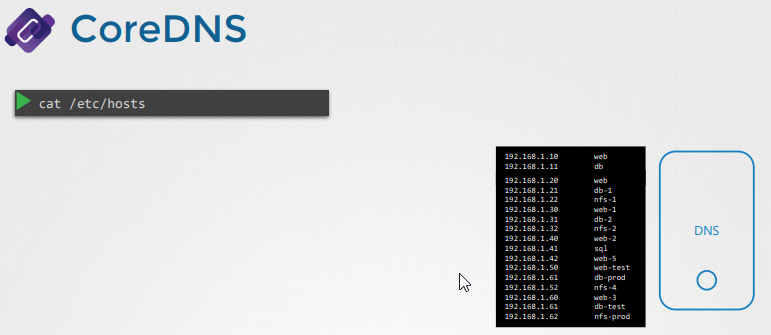 CoreDNS
cat /etc/hosts
192.168.1.10 web
192.168.1.11 db
192.168.1.20 web
192.168.1.21 db-1
192.168.1.22 nfs-1
192.168.1.30 web-1
192.168.1.31 db-2
192.168.1.32 nfs-2
192.168.1.40 web-2
192.168.1.41 sql
192.168.1.42 web-5
192.168.1.50 web-test
192.168.1.61 db-prod
192.168.1.52 nfs-4
192.168.1.60 web-3
192.168.1.61 db-test
192.168.1.62 nfs-prod
DNS